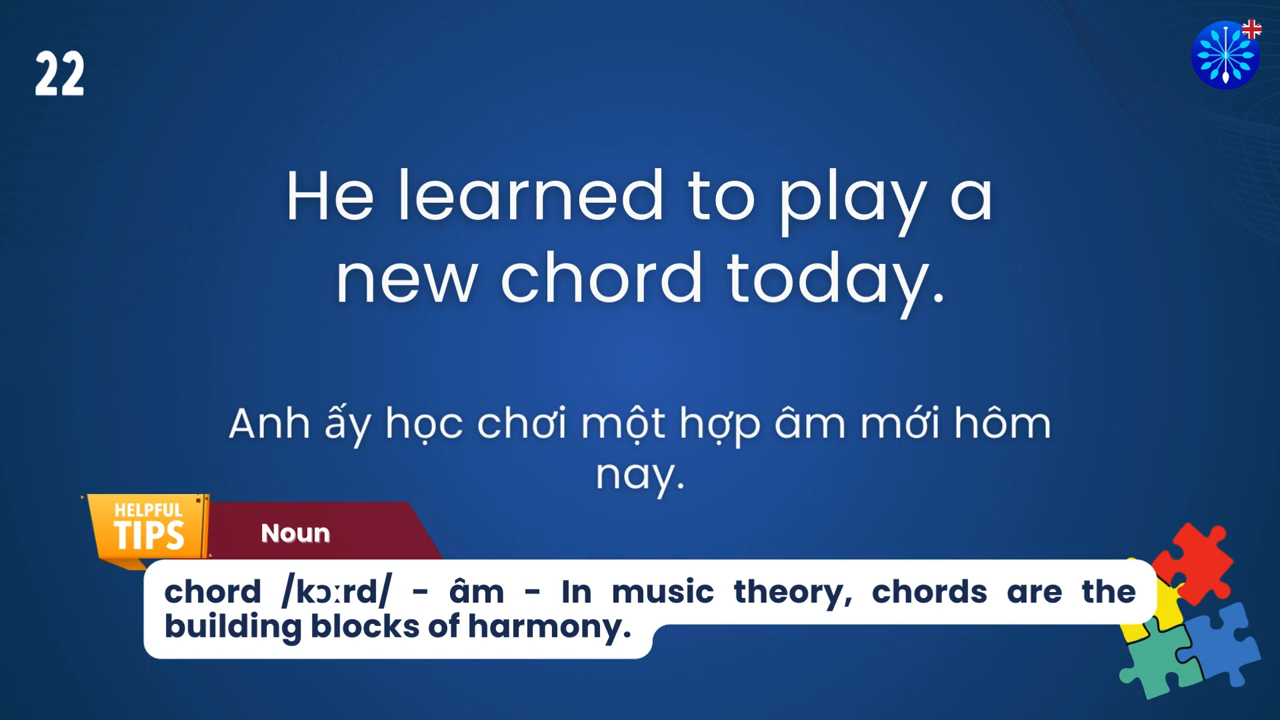 22
He learned to play a
new chord today.
Anh ấy học chơi một hợp âm mới hôm
nay.
HELPFUL
TIPS
Noun
chord /kɔːrd/ - âm - In music theory, chords are the
building blocks of harmony.